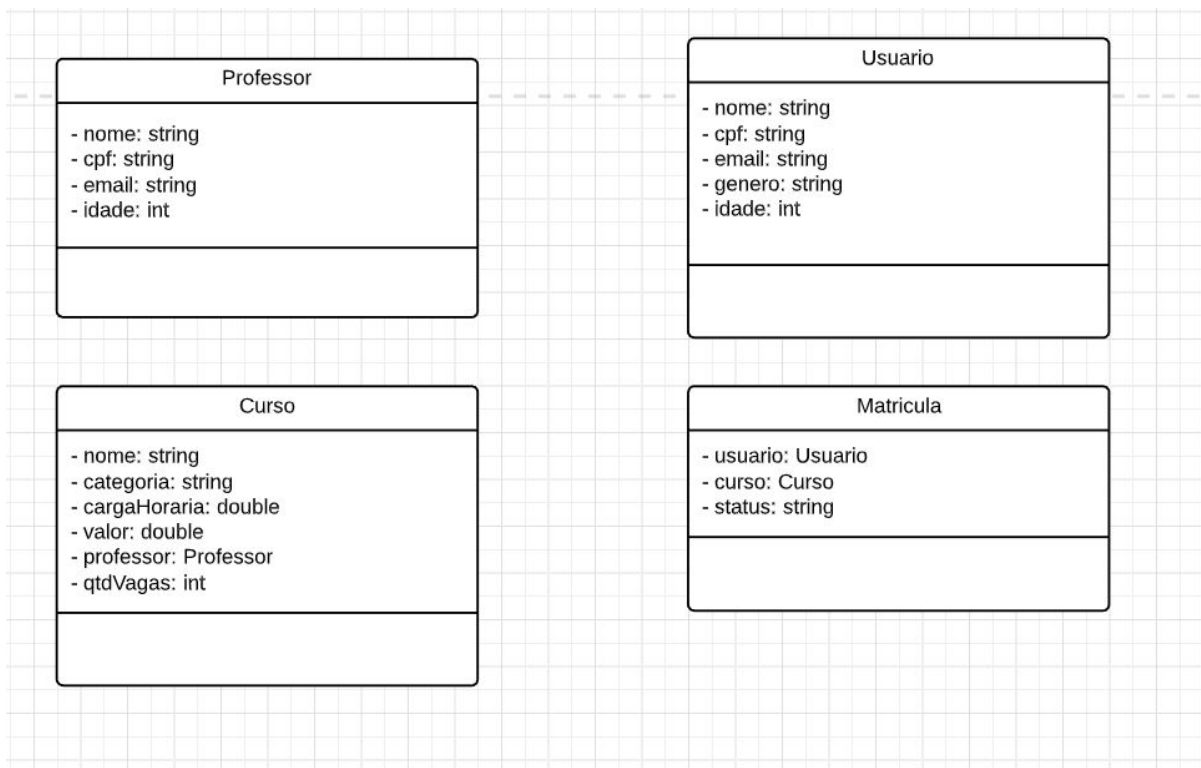 Professor
- nome: string
- cpf: string
- email: string
- idade: int
Usuario
- nome: string
- cpf: string
- email: string
- genero: string
- idade: int
Curso
- nome: string
- categoria: string
- cargaHoraria: double
- valor: double
- professor: Professor
- qtdVagas: int
Matricula
- usuario: Usuario
- curso: Curso
- status: string